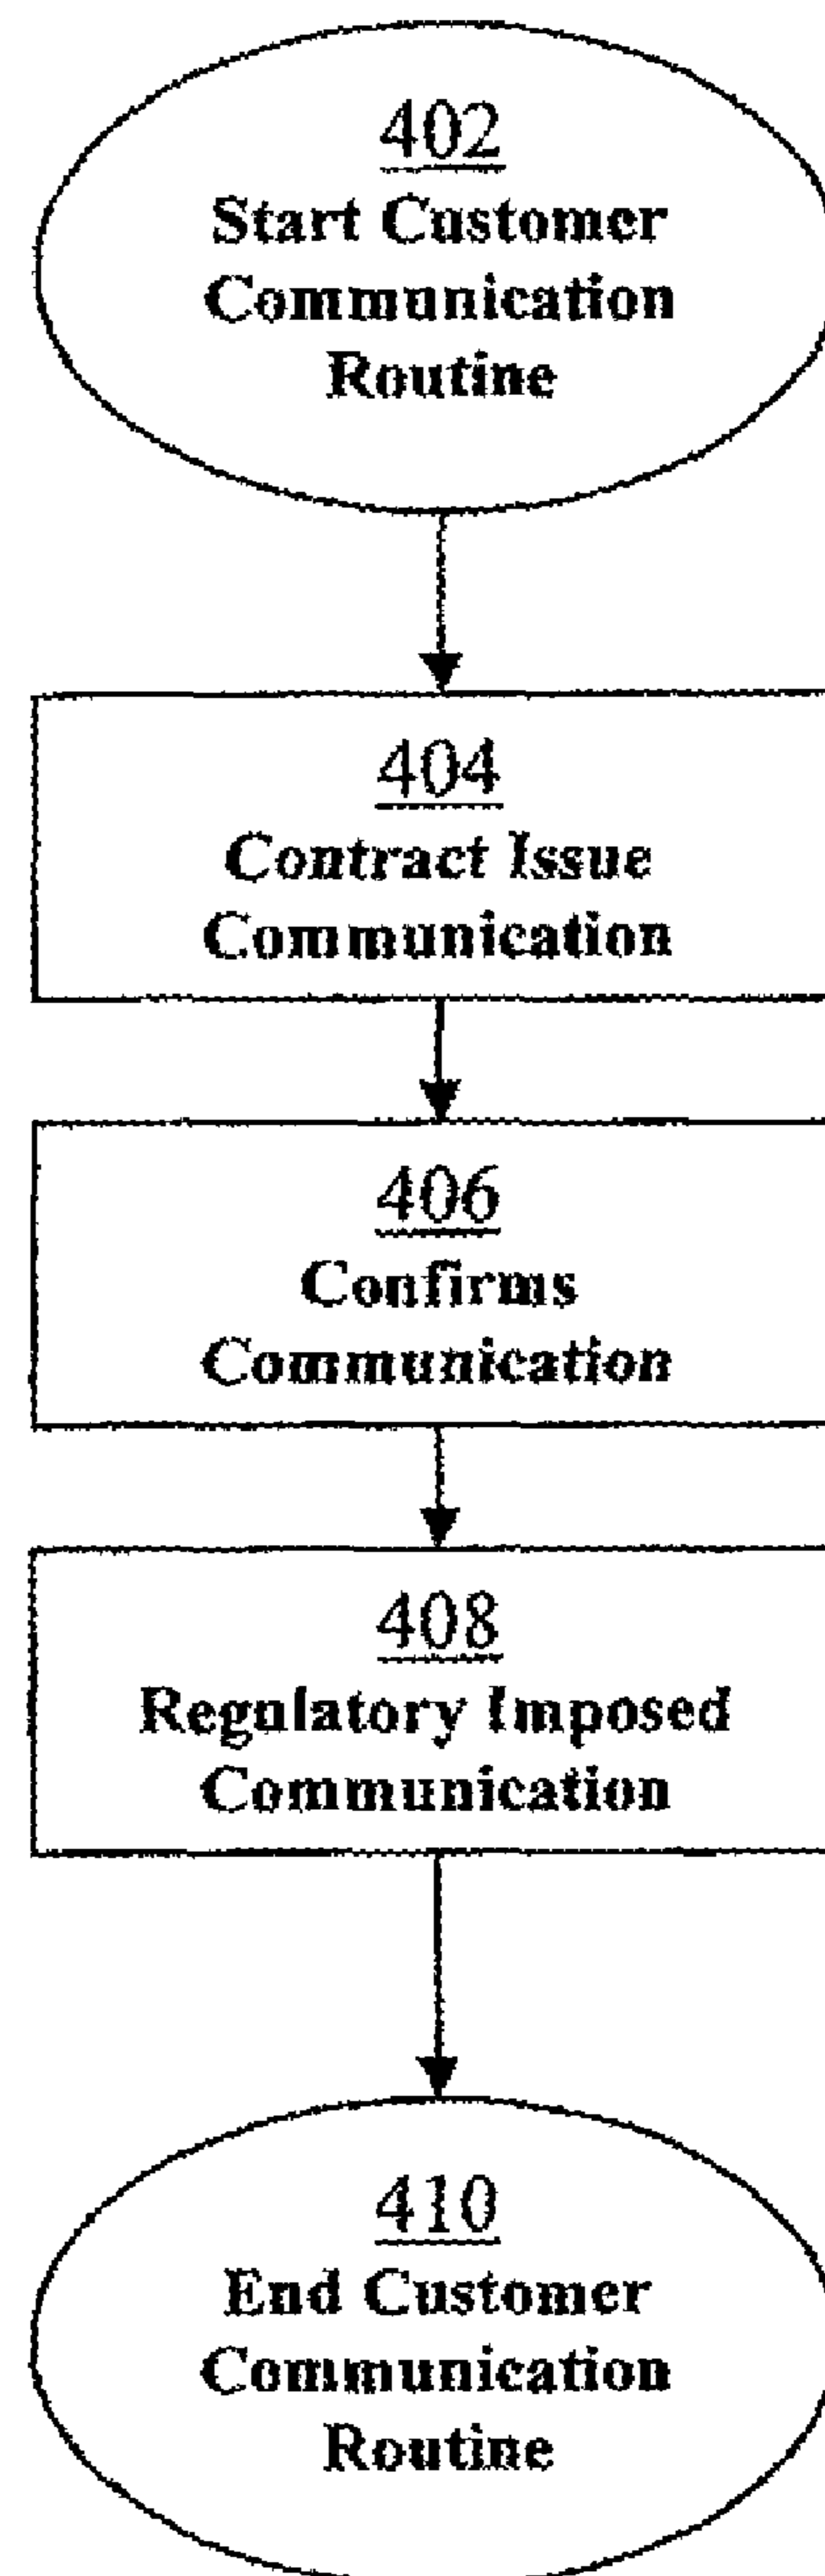 402
Start Customer
Communication
Routine
404
Contract Issue
Communication
406
Confirms
Communication
408
Regulatory Imposed
Communication
410
End Customer
Communication
Routine